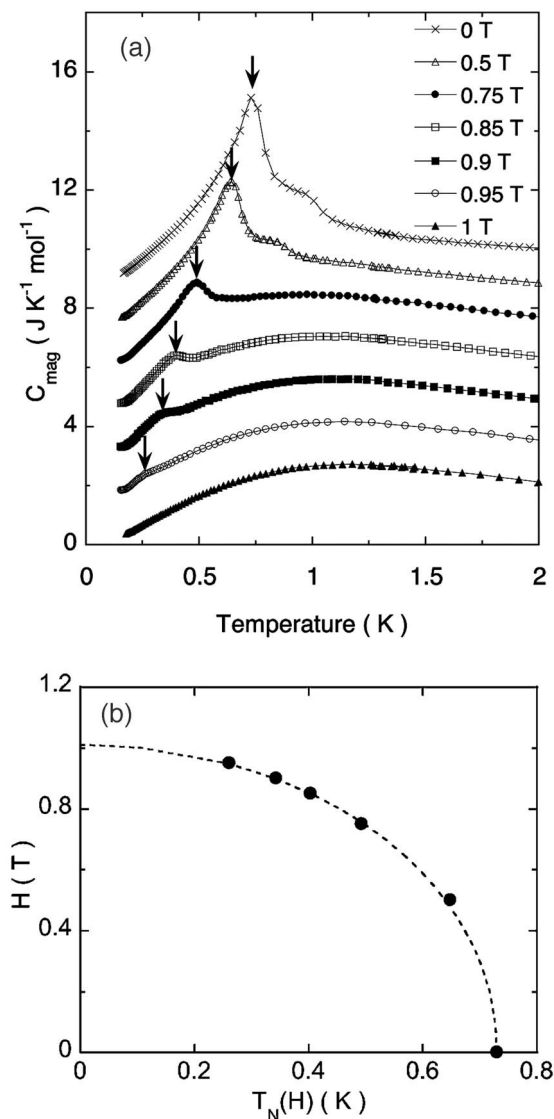 (a)
0 T
0.5 T
0.75 T
0.85 T
0.9 T
0.95 T
1 T
16
12
8
4
0
C_mag ( J K⁻¹ mol⁻¹ )
0 0.5 1 1.5 2
Temperature ( K )
(b)
1.2
0.8
0.4
0
H ( T )
0 0.2 0.4 0.6 0.8
T_N(H) ( K )